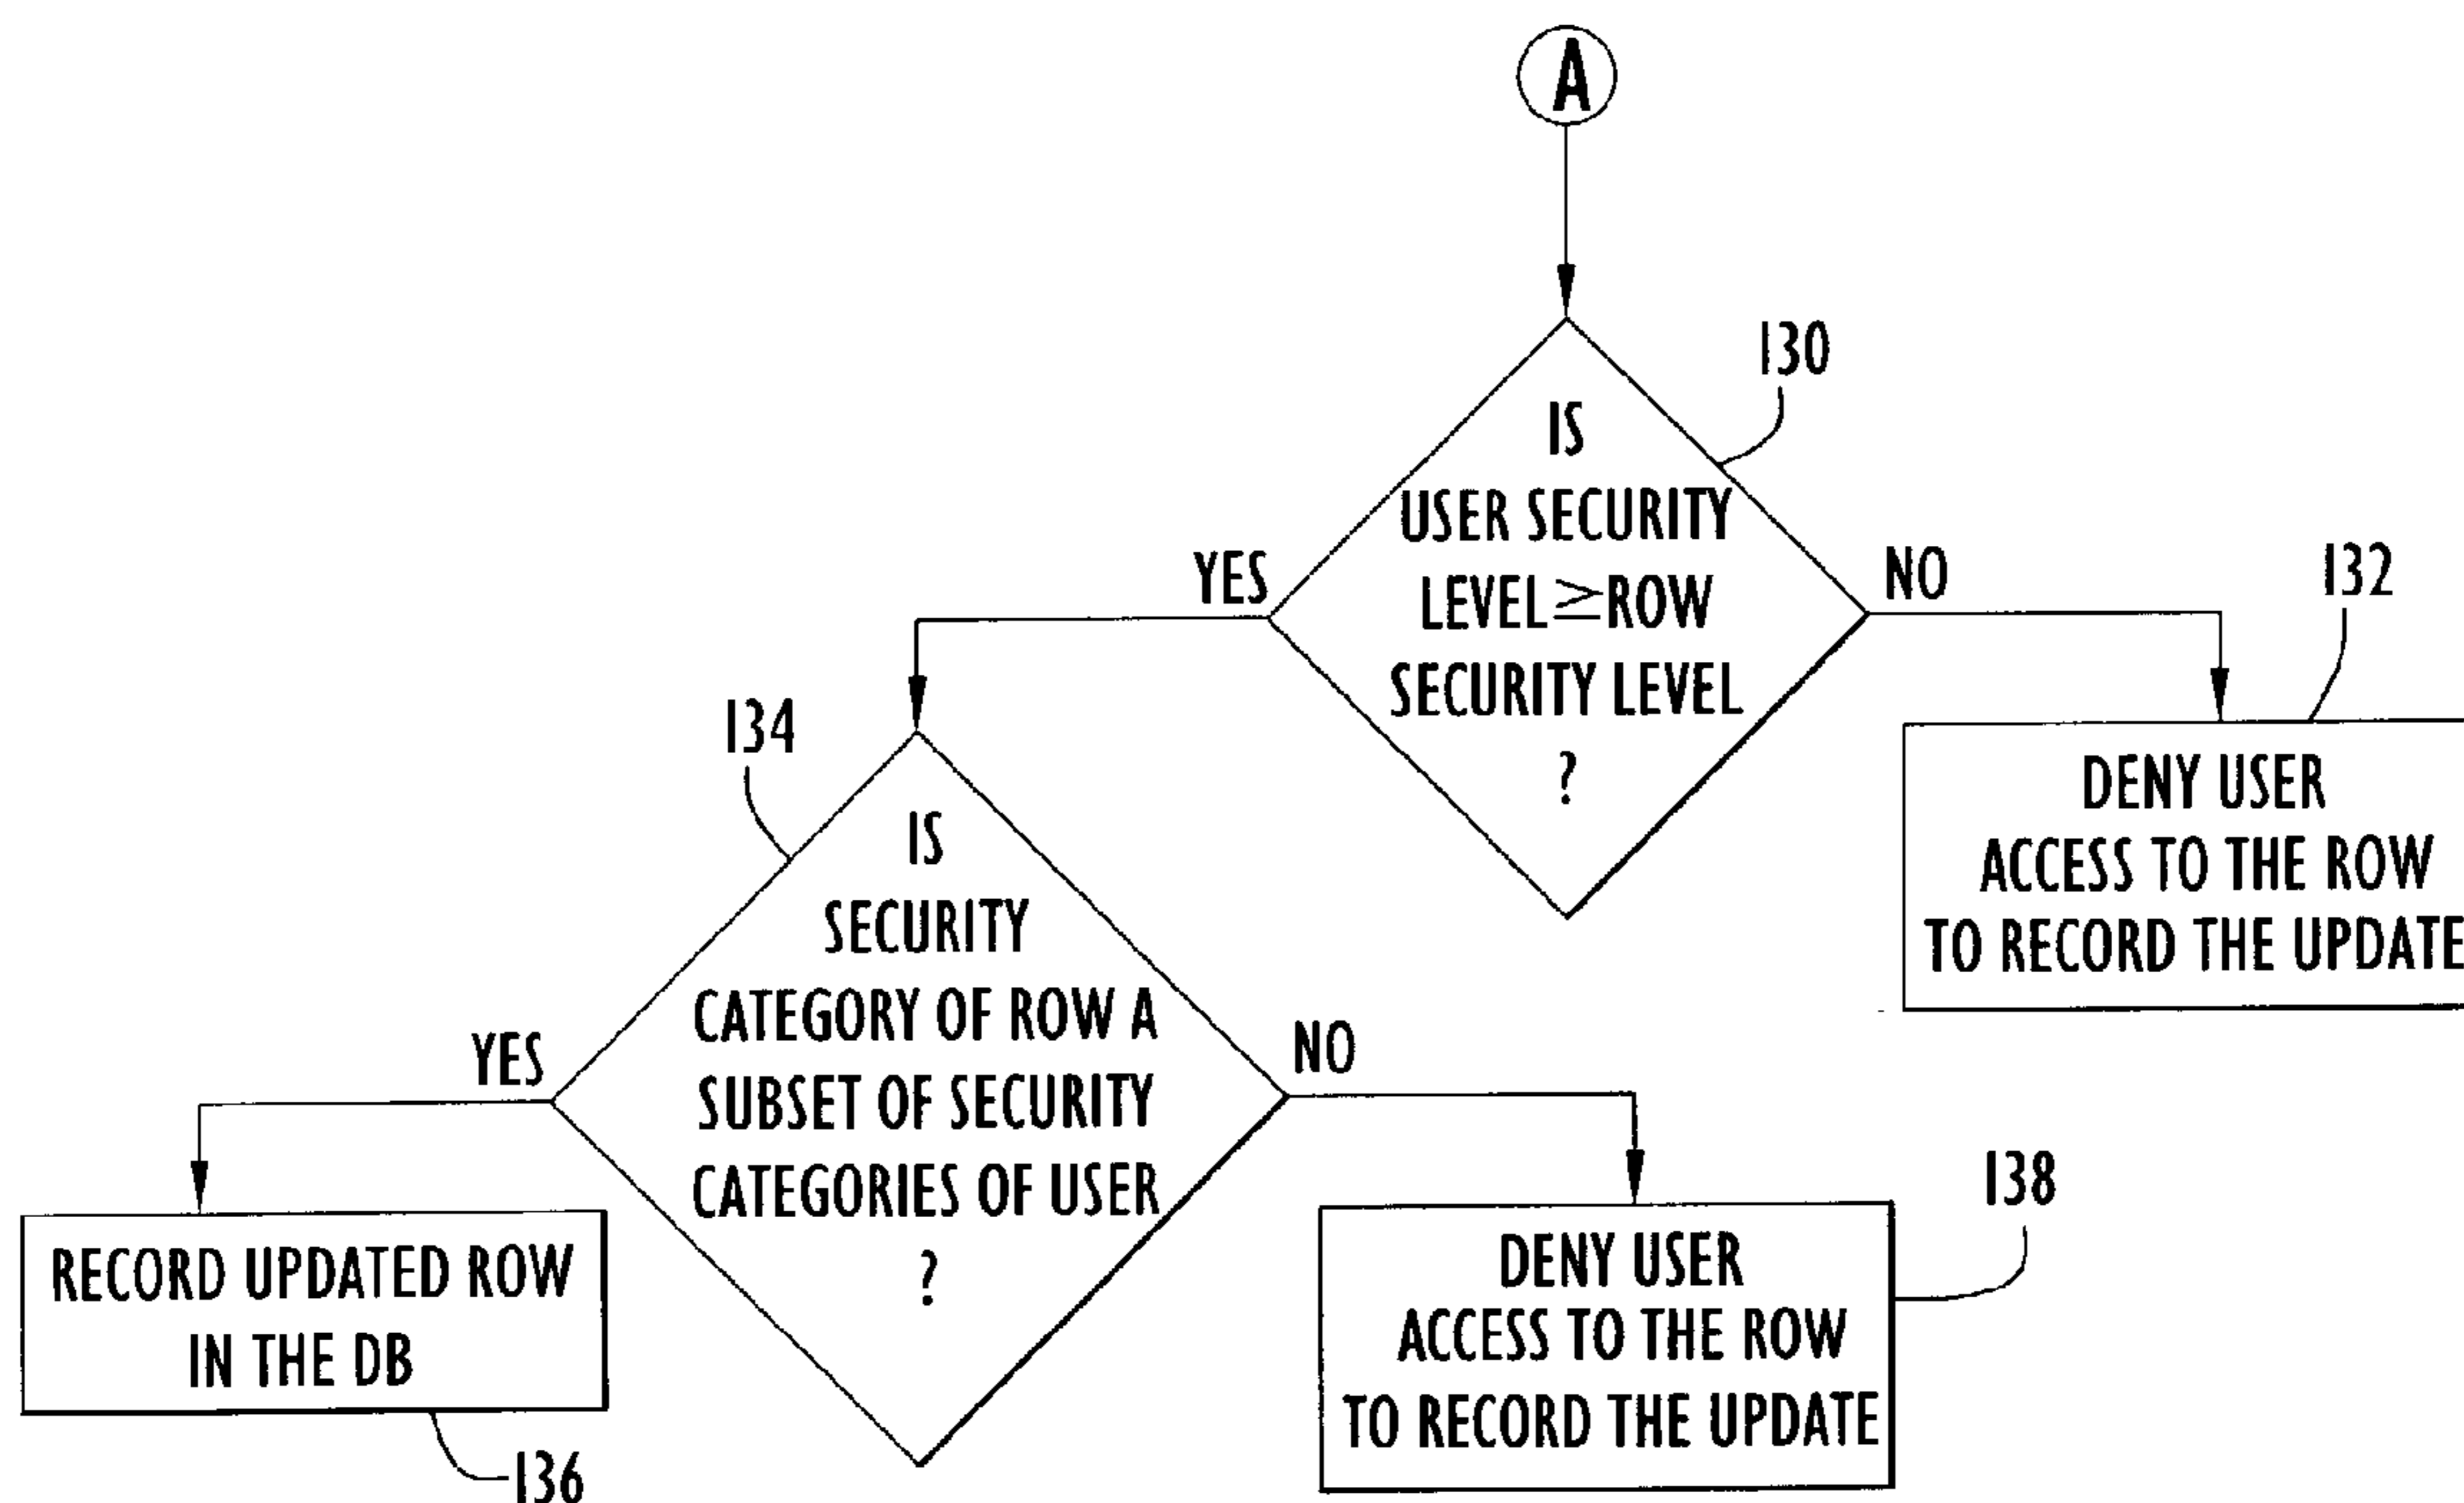 A
130
IS
USER SECURITY
LEVEL ≥ ROW
SECURITY LEVEL
?
YES
NO
132
DENY USER
ACCESS TO THE ROW
TO RECORD THE UPDATE
134
IS
SECURITY
CATEGORY OF ROW A
SUBSET OF SECURITY
CATEGORIES OF USER
?
YES
NO
RECORD UPDATED ROW
IN THE DB
136
138
DENY USER
ACCESS TO THE ROW
TO RECORD THE UPDATE